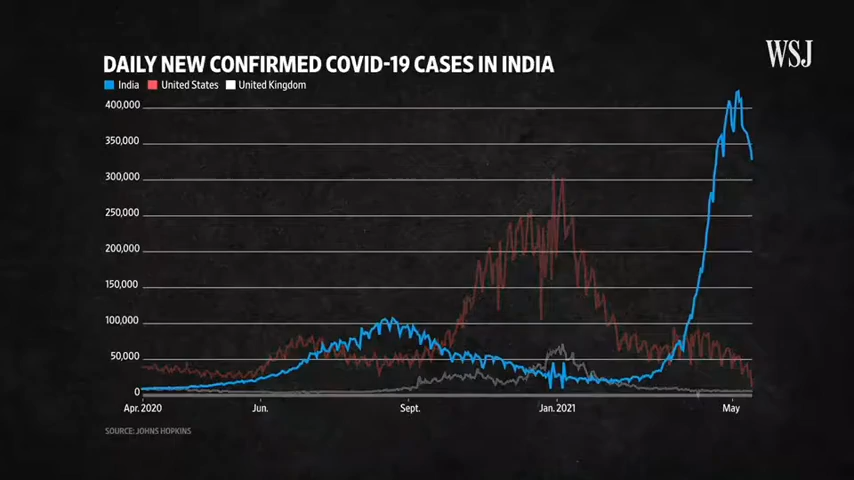 WSJ
DAILY NEW CONFIRMED COVID-19 CASES IN INDIA
India United States United Kingdom
400,000
350,000
300,000
250,000
200,000
150,000
100,000
50,000
0
Apr. 2020 Jun. Sept. Jan. 2021 May
SOURCE: JOHNS HOPKINS